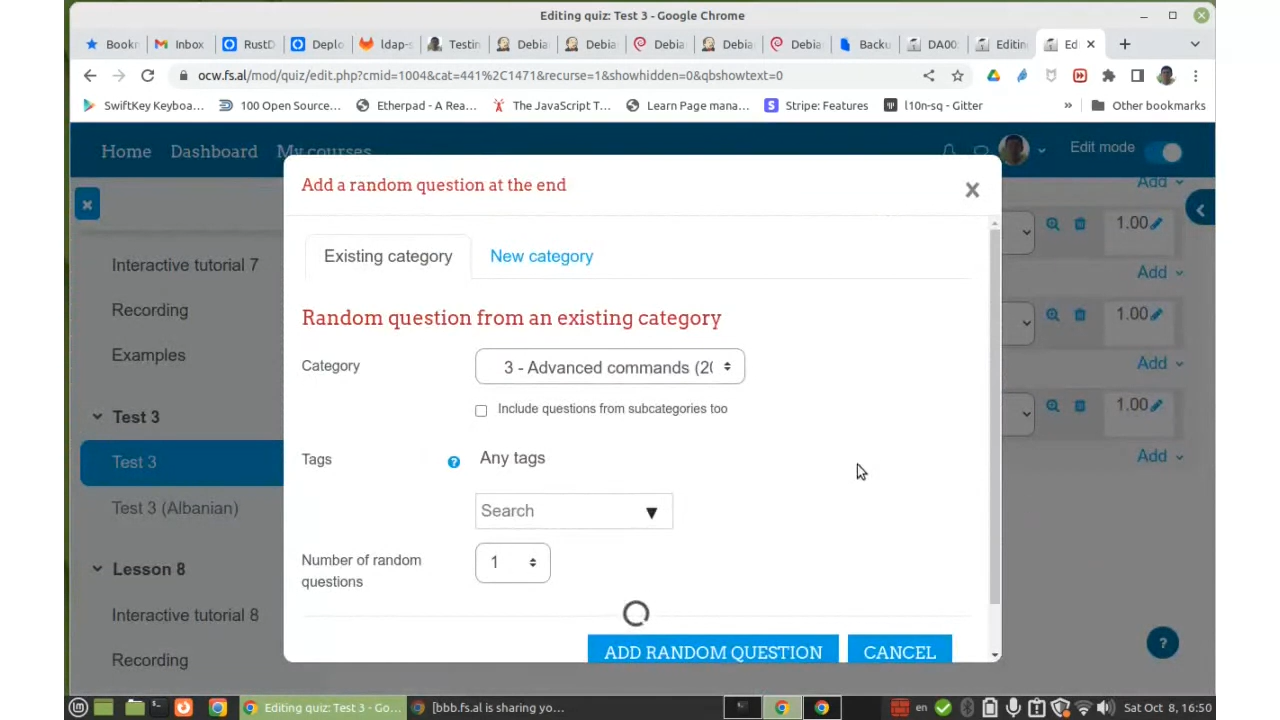 Editing quiz: Test 3 - Google Chrome
Bookr
Inbox
RustD
Deplo
ldap-s
Testin
Debia
Debia
Debia
Debia
Debia
Backu
DA00
Editin
Ed
ocw.fs.al/mod/quiz/edit.php?cmid=1004&cat=441%2C1471&recurse=1&showhidden=0&qbshowtext=0
SwiftKey Keyboa...
100 Open Source...
Etherpad - A Rea...
The JavaScript T...
Learn Page mana...
Stripe: Features
l10n-sq - Gitter
»
Other bookmarks
Home
Dashboard
My courses
Edit mode
Add a random question at the end
Add
Existing category
New category
1.00
Interactive tutorial 7
Add
Recording
Random question from an existing category
1.00
Examples
Category
3 - Advanced commands (20
Add
Include questions from subcategories too
1.00
Test 3
Test 3
Tags
Any tags
Add
Test 3 (Albanian)
Search
Number of random
questions
1
Lesson 8
Interactive tutorial 8
Recording
ADD RANDOM QUESTION
CANCEL
?
Editing quiz: Test 3 - Go...
[bbb.fs.al is sharing yo...
en
Sat Oct 8, 16:50